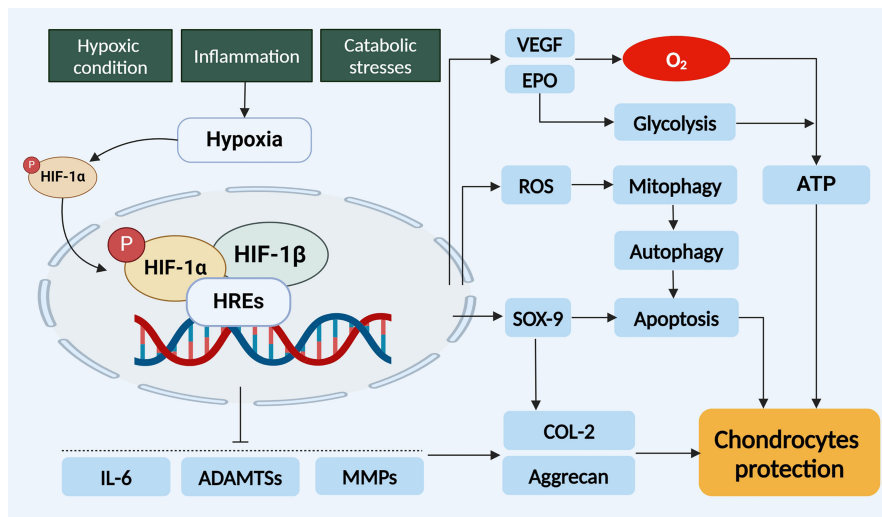 Hypoxic
condition
Inflammation
Catabolic
stresses
Hypoxia
P
HIF-1α
P
HIF-1α
HIF-1β
HREs
IL-6
ADAMTSs
MMPs
VEGF
EPO
O₂
Glycolysis
ROS
Mitophagy
ATP
Autophagy
SOX-9
Apoptosis
COL-2
Aggrecan
Chondrocytes
protection